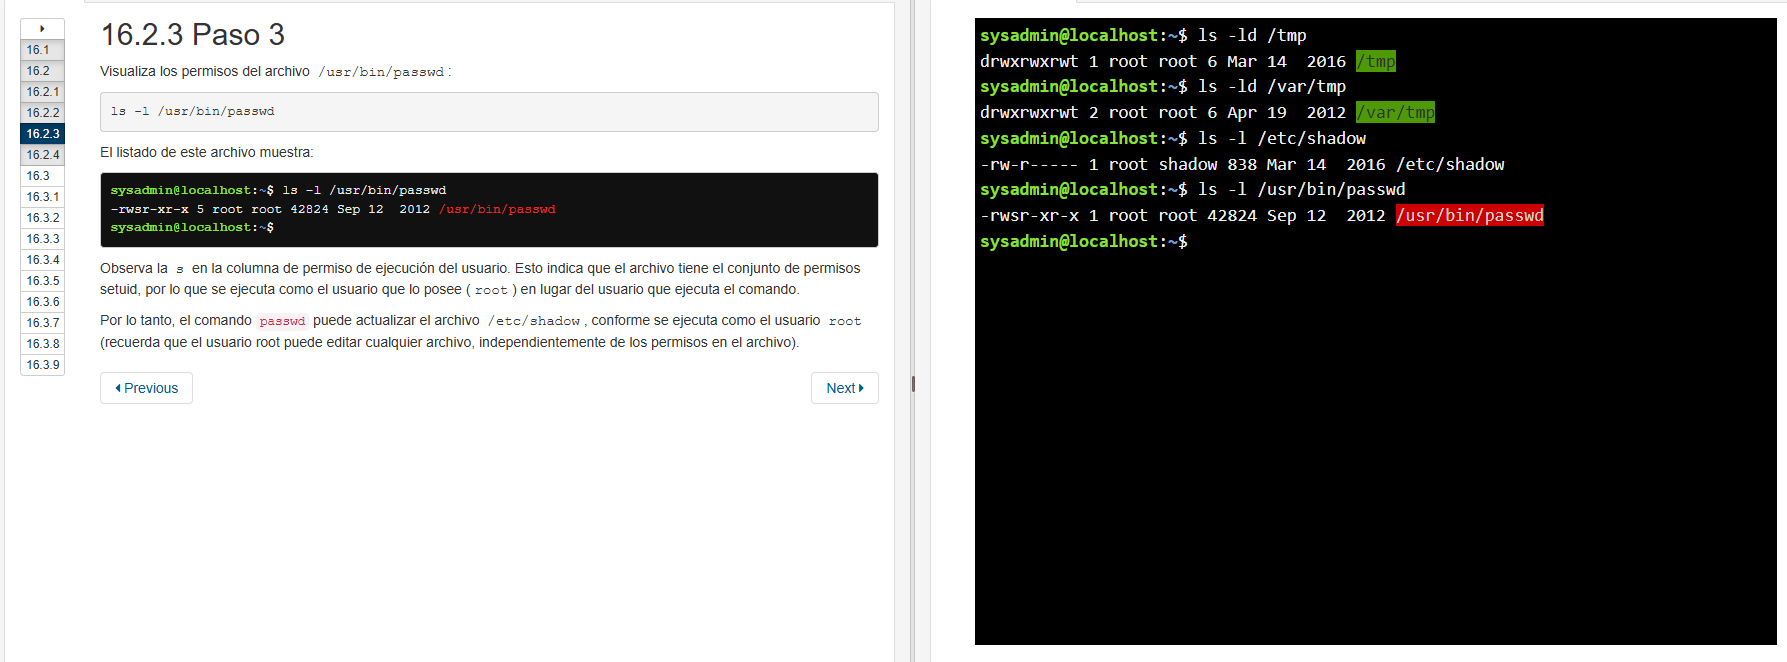 16.1
16.2
16.2.1
16.2.2
16.2.3
16.2.4
16.3
16.3.1
16.3.2
16.3.3
16.3.4
16.3.5
16.3.6
16.3.7
16.3.8
16.3.9
16.2.3 Paso 3
Visualiza los permisos del archivo /usr/bin/passwd:
ls -l /usr/bin/passwd
El listado de este archivo muestra:
sysadmin@localhost:~$ ls -l /usr/bin/passwd
-rwsr-xr-x 5 root root 42824 Sep 12  2012 /usr/bin/passwd
sysadmin@localhost:~$
Observa la s en la columna de permiso de ejecución del usuario. Esto indica que el archivo tiene el conjunto de permisos
setuid, por lo que se ejecuta como el usuario que lo posee ( root ) en lugar del usuario que ejecuta el comando.
Por lo tanto, el comando passwd puede actualizar el archivo /etc/shadow , conforme se ejecuta como el usuario root
(recuerda que el usuario root puede editar cualquier archivo, independientemente de los permisos en el archivo).
Previous
Next
sysadmin@localhost:~$ ls -ld /tmp
drwxrwxrwt 1 root root 6 Mar 14  2016 /tmp
sysadmin@localhost:~$ ls -ld /var/tmp
drwxrwxrwt 2 root root 6 Apr 19  2012 /var/tmp
sysadmin@localhost:~$ ls -l /etc/shadow
-rw-r----- 1 root shadow 838 Mar 14  2016 /etc/shadow
sysadmin@localhost:~$ ls -l /usr/bin/passwd
-rwsr-xr-x 1 root root 42824 Sep 12  2012 /usr/bin/passwd
sysadmin@localhost:~$